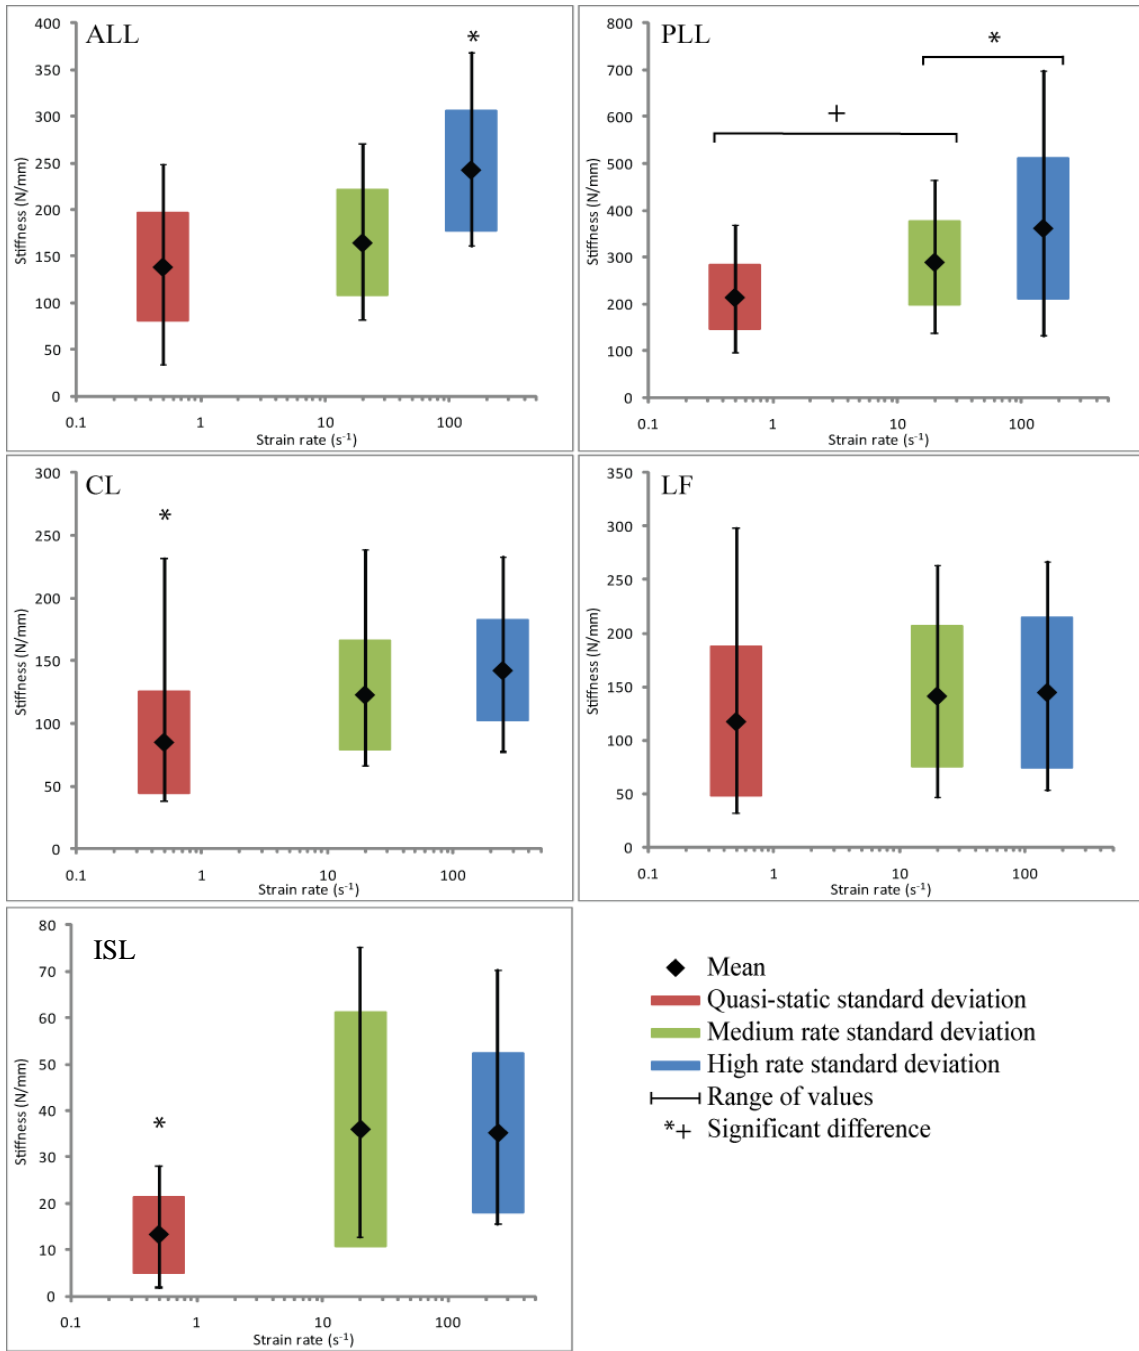 ALL
*
400
350
300
250
200
150
100
50
0
Stiffness (N/mm)
0.1 1 10 100
Strain rate (s⁻¹)
PLL
*
+
800
700
600
500
400
300
200
100
0
Stiffness (N/mm)
0.1 1 10 100
Strain rate (s⁻¹)
CL
*
300
250
200
150
100
50
0
Stiffness (N/mm)
0.1 1 10 100
Strain rate (s⁻¹)
LF
350
300
250
200
150
100
50
0
Stiffness (N/mm)
0.1 1 10 100
Strain rate (s⁻¹)
ISL
*
80
70
60
50
40
30
20
10
0
Stiffness (N/mm)
0.1 1 10 100
Strain rate (s⁻¹)
Mean
Quasi-static standard deviation
Medium rate standard deviation
High rate standard deviation
Range of values
*+ Significant difference